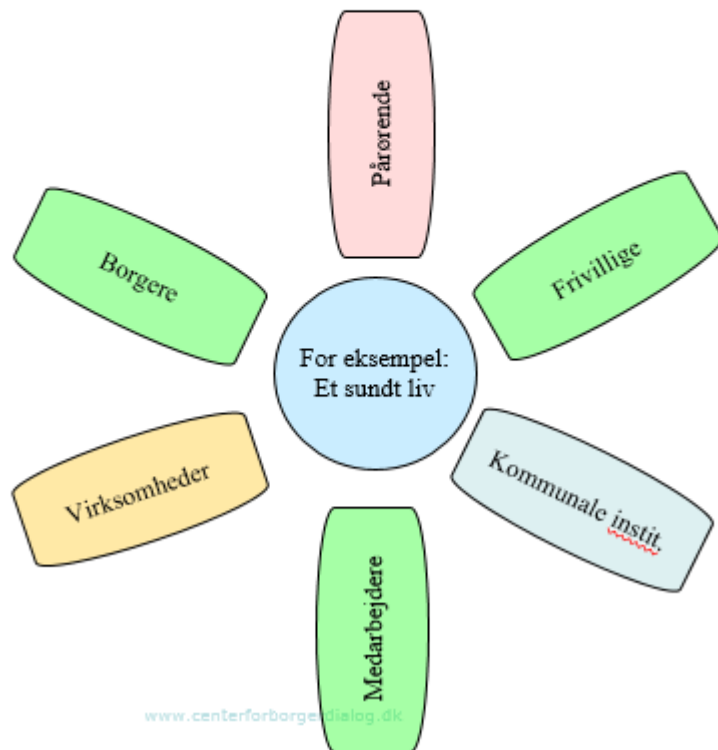 Pårørende
Borgere
Frivillige
For eksempel:
Et sundt liv
Virksomheder
Kommunale instit.
Medarbejdere
www.centerforborgerdialog.dk